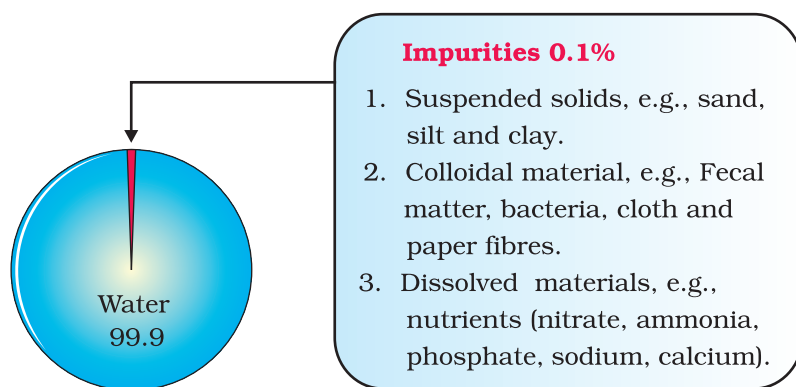 Impurities 0.1%
1. Suspended solids, e.g., sand,
silt and clay.
2. Colloidal material, e.g., Fecal
matter, bacteria, cloth and
paper fibres.
3. Dissolved materials, e.g.,
nutrients (nitrate, ammonia,
phosphate, sodium, calcium).
Water
99.9